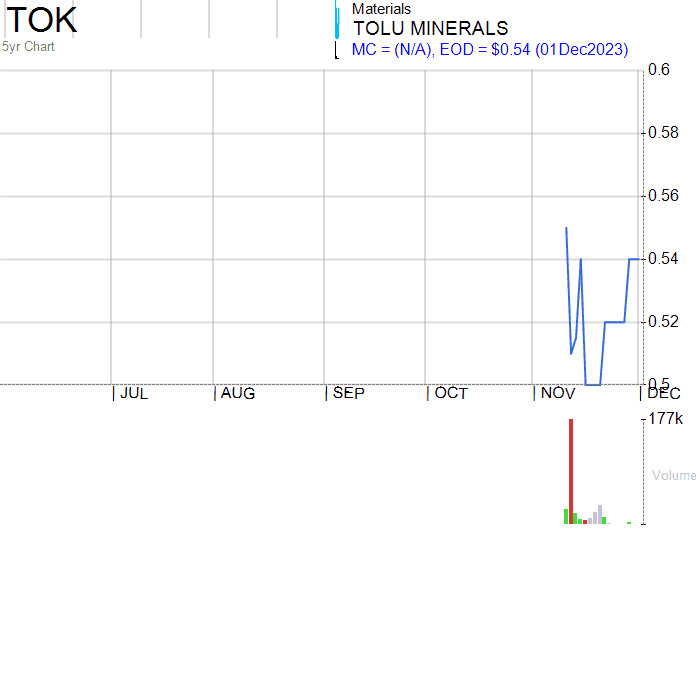 TOK
5yr Chart
Materials
TOLU MINERALS
MC = (N/A), EOD = $0.54 (01Dec2023)
0.6
0.58
0.56
0.54
0.52
0.5
JUL AUG SEP OCT NOV DEC
177k
Volume